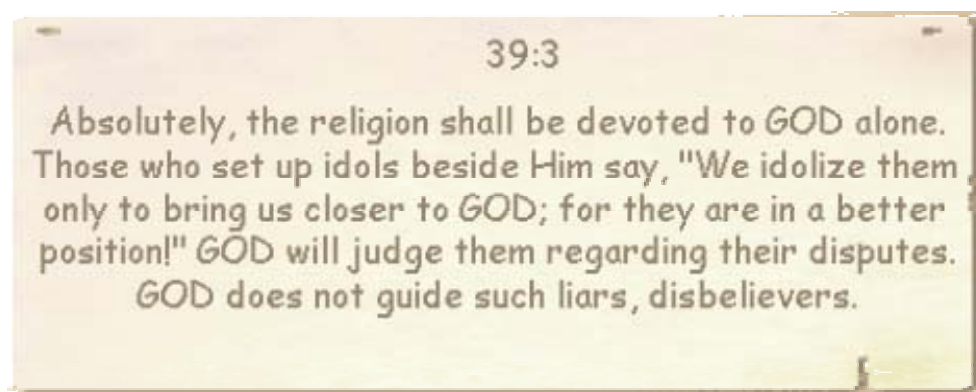 39:3
Absolutely, the religion shall be devoted to GOD alone.
Those who set up idols beside Him say, "We idolize them
only to bring us closer to GOD; for they are in a better
position!" GOD will judge them regarding their disputes.
GOD does not guide such liars, disbelievers.